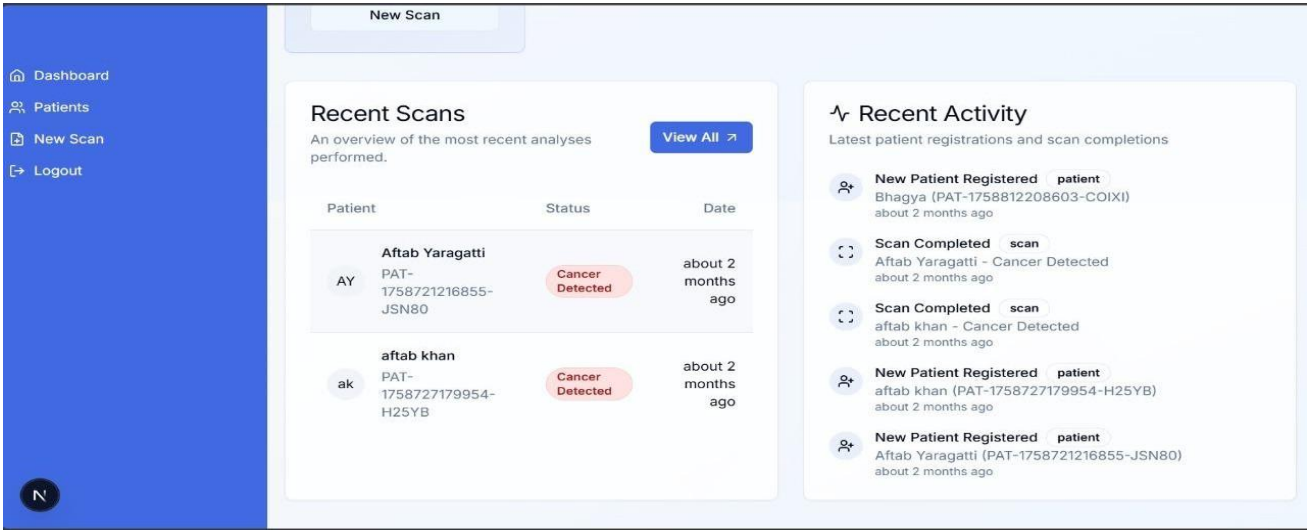 New Scan
Dashboard
Patients
New Scan
Logout
Recent Scans
An overview of the most recent analyses
performed.
View All
Patient Status Date
AY
Aftab Yaragatti
PAT-
1758721216855-
JSN80
Cancer
Detected
about 2
months
ago
ak
aftab khan
PAT-
1758727179954-
H25YB
Cancer
Detected
about 2
months
ago
Recent Activity
Latest patient registrations and scan completions
New Patient Registered patient
Bhagya (PAT-1758812208603-COIXI)
about 2 months ago
Scan Completed scan
Aftab Yaragatti - Cancer Detected
about 2 months ago
Scan Completed scan
aftab khan - Cancer Detected
about 2 months ago
New Patient Registered patient
aftab khan (PAT-1758727179954-H25YB)
about 2 months ago
New Patient Registered patient
Aftab Yaragatti (PAT-1758721216855-JSN80)
about 2 months ago
N